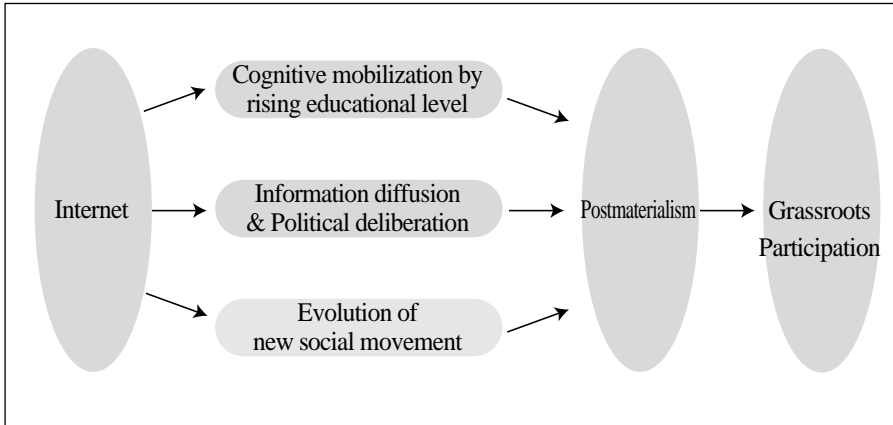 Cognitive mobilization by
rising educational level
Internet
Information diffusion
& Political deliberation
Postmaterialism
Grassroots
Participation
Evolution of
new social movement